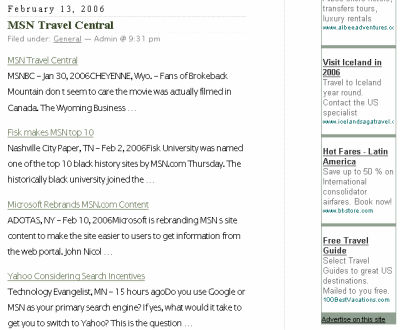 February 13, 2006
MSN Travel Central
Filed under: General — Admin @ 9:31 pm
MSN Travel Central
MSNBC – Jan 30, 2006CHEYENNE, Wyo. – Fans of Brokeback
Mountain don t seem to care the movie was actually filmed in
Canada. The Wyoming Business ...
Fisk makes MSN top 10
Nashville City Paper, TN – Feb 2, 2006Fisk University was named
one of the top 10 black history sites by MSN.com Thursday. The
historically black university joined the ...
Microsoft Rebrands MSN.com Content
ADOTAS, NY – Feb 10, 2006Microsoft is rebranding MSN s site
content to make the site easier to users to get information from
the web portal. John Nicol ...
Yahoo Considering Search Incentives
Technology Evangelist, MN – 15 hours agoDo you use Google or
MSN as your primary search engine? If yes, what would it take to
get you to switch to Yahoo? This is the question ...
transfers tours,
luxury rentals
www.albeeadventures.c
Visit Iceland in
2006
Travel to Iceland
year round.
Contact the US
specialist
www.icelandsagatravel.c
Hot Fares - Latin
America
Save up to 50 % on
International
consolidator
airfares. Book now!
www.btstore.com
Free Travel
Guide
Select Travel
Guides to great US
destinations.
Mailed to you free.
100BestVacations.com
Advertise on this site